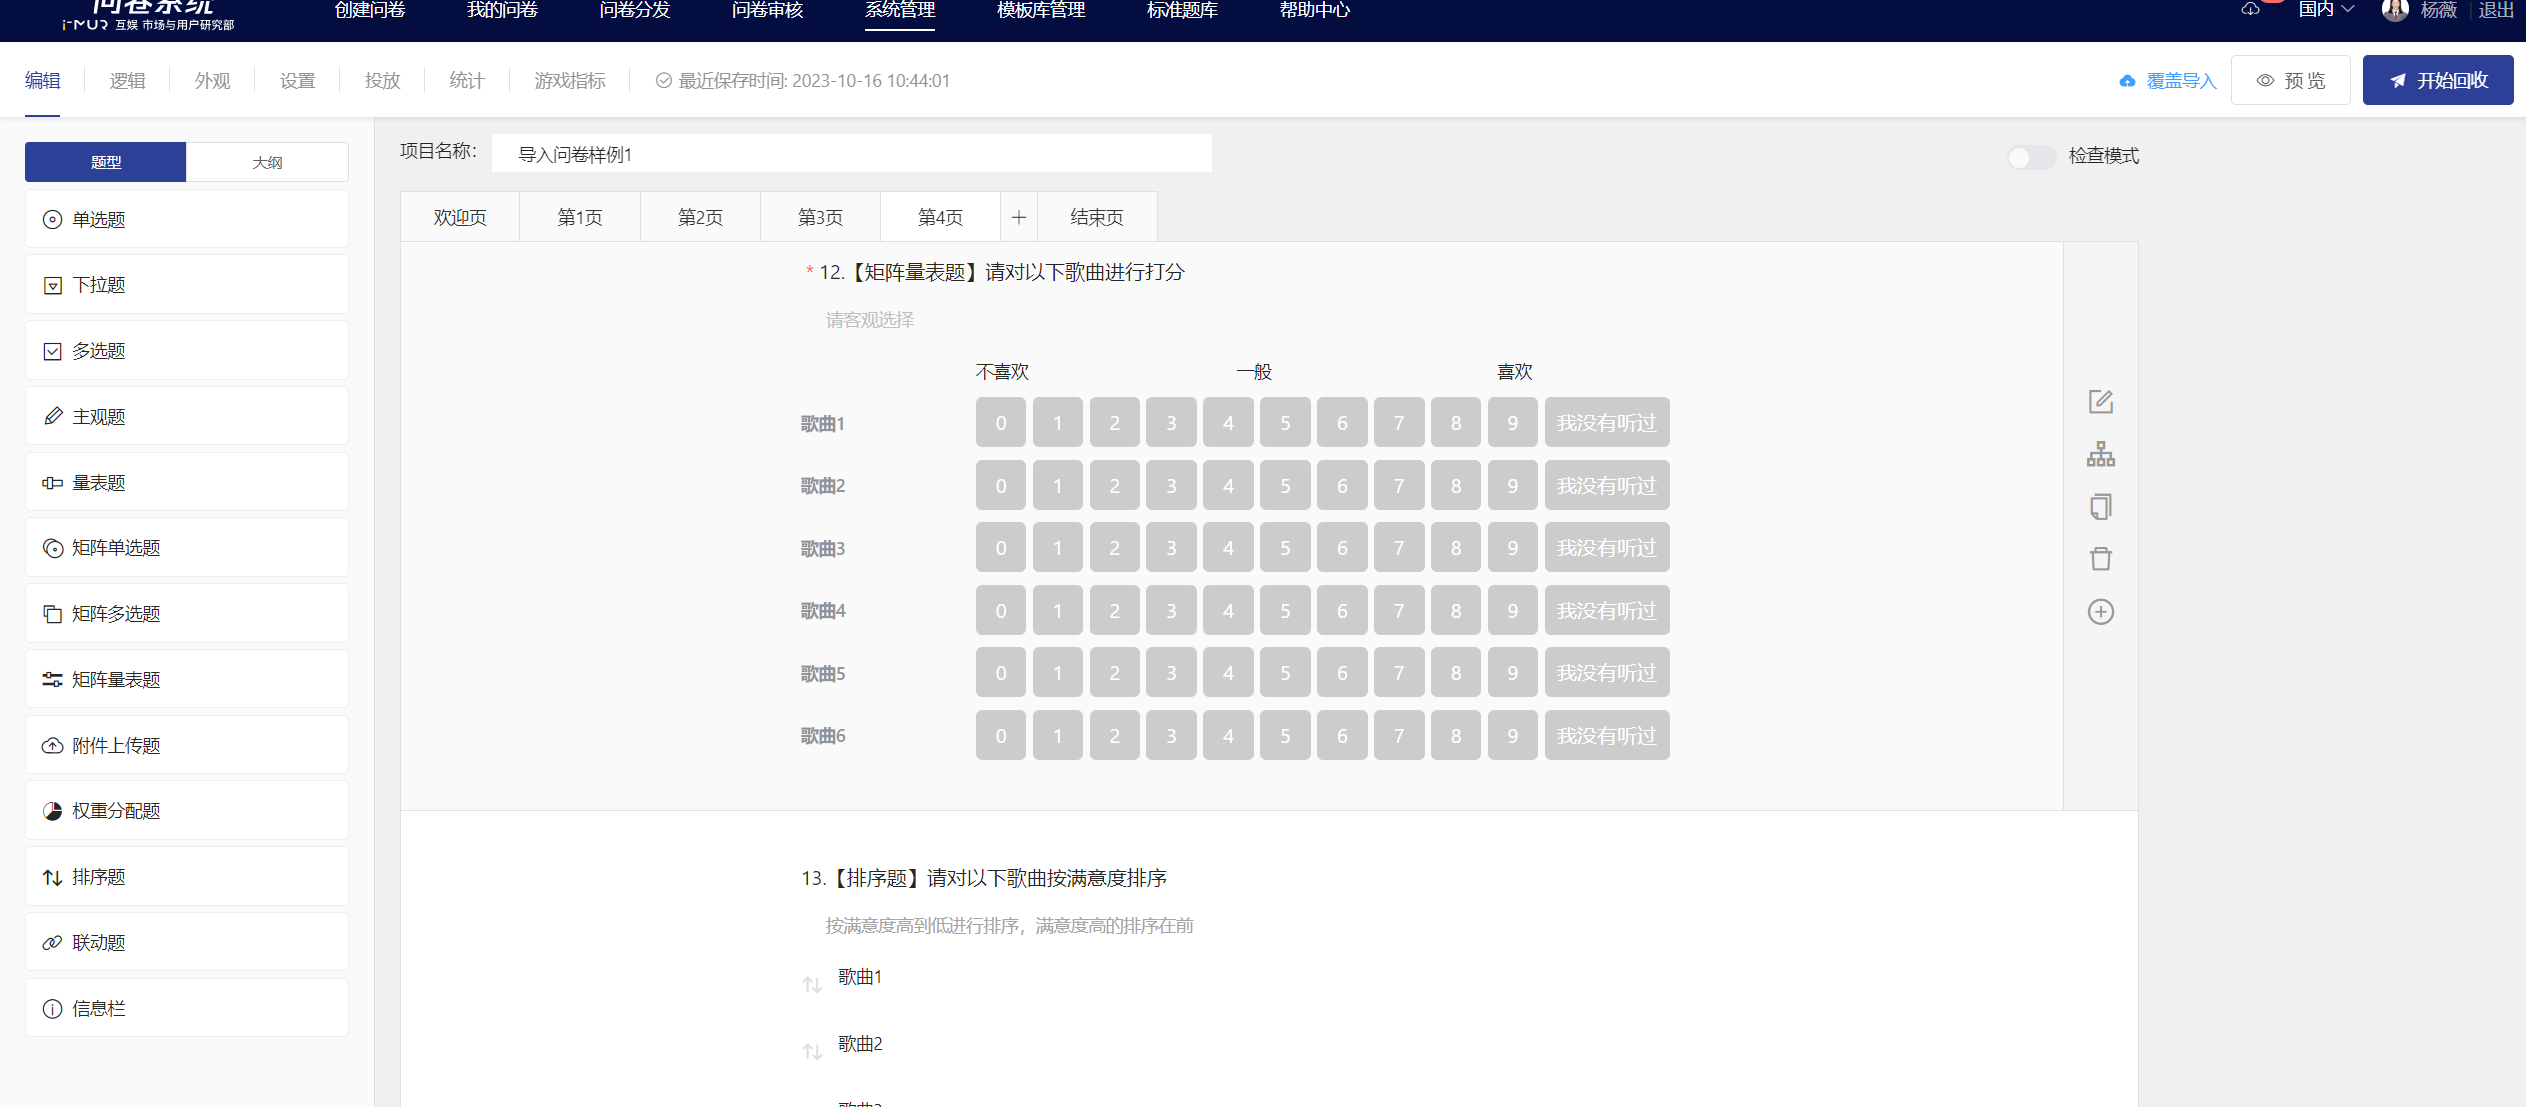 问卷系统
i-MUR 互娱 市场与用户研究部
创建问卷 我的问卷 问卷分发 问卷审核 系统管理 模板库管理 标准题库 帮助中心 国内 杨薇 退出
编辑 逻辑 外观 设置 投放 统计 游戏指标 最近保存时间: 2023-10-16 10:44:01 覆盖导入 预 览 开始回收
题型 大纲
单选题
下拉题
多选题
主观题
量表题
矩阵单选题
矩阵多选题
矩阵量表题
附件上传题
权重分配题
排序题
联动题
信息栏
项目名称: 导入问卷样例1 检查模式
欢迎页 第1页 第2页 第3页 第4页 + 结束页
* 12.【矩阵量表题】请对以下歌曲进行打分
请客观选择
不喜欢 一般 喜欢
歌曲1 0 1 2 3 4 5 6 7 8 9 我没有听过
歌曲2 0 1 2 3 4 5 6 7 8 9 我没有听过
歌曲3 0 1 2 3 4 5 6 7 8 9 我没有听过
歌曲4 0 1 2 3 4 5 6 7 8 9 我没有听过
歌曲5 0 1 2 3 4 5 6 7 8 9 我没有听过
歌曲6 0 1 2 3 4 5 6 7 8 9 我没有听过
13.【排序题】请对以下歌曲按满意度排序
按满意度高到低进行排序，满意度高的排序在前
歌曲1
歌曲2